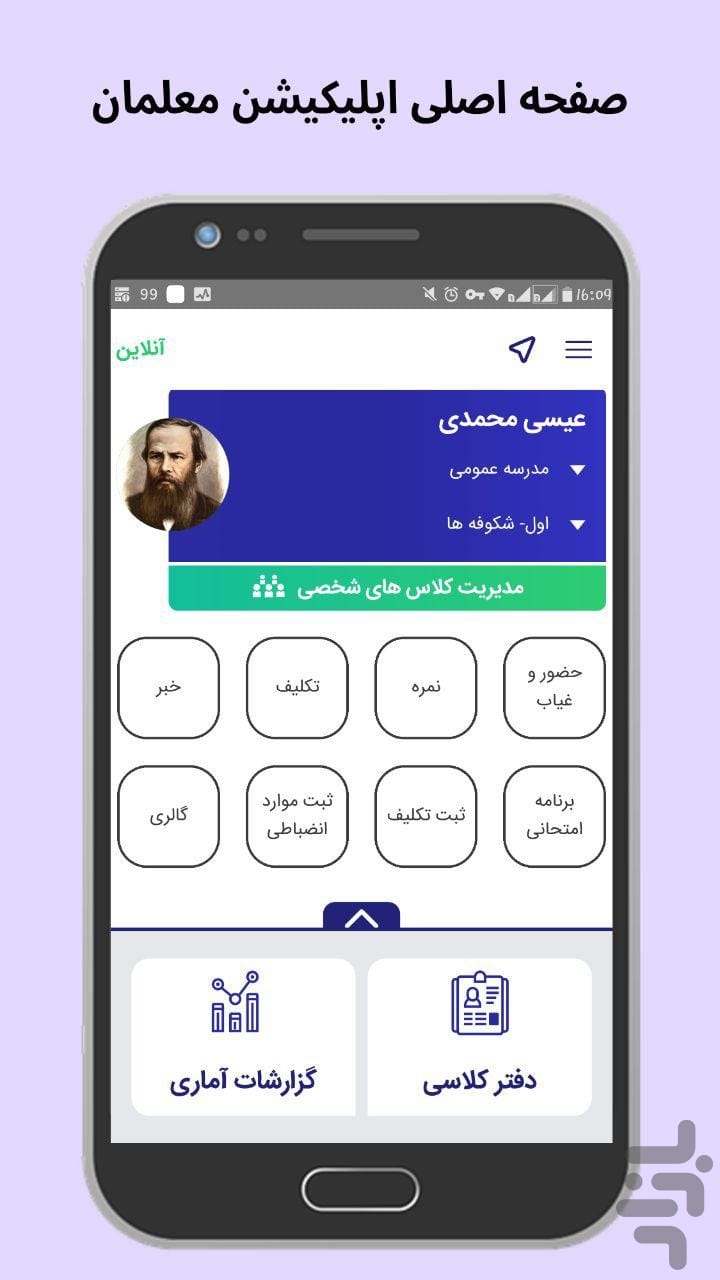 صفحه اصلی اپلیکیشن معلمان
99
16:09
آنلاین
عیسی محمدی
مدرسه عمومی
اول- شکوفه ها
مدیریت کلاس های شخصی
حضور و
غیاب
نمره
تکلیف
خبر
برنامه
امتحانی
ثبت تکلیف
ثبت موارد
انضباطی
گالری
دفتر کلاسی
گزارشات آماری
بازار